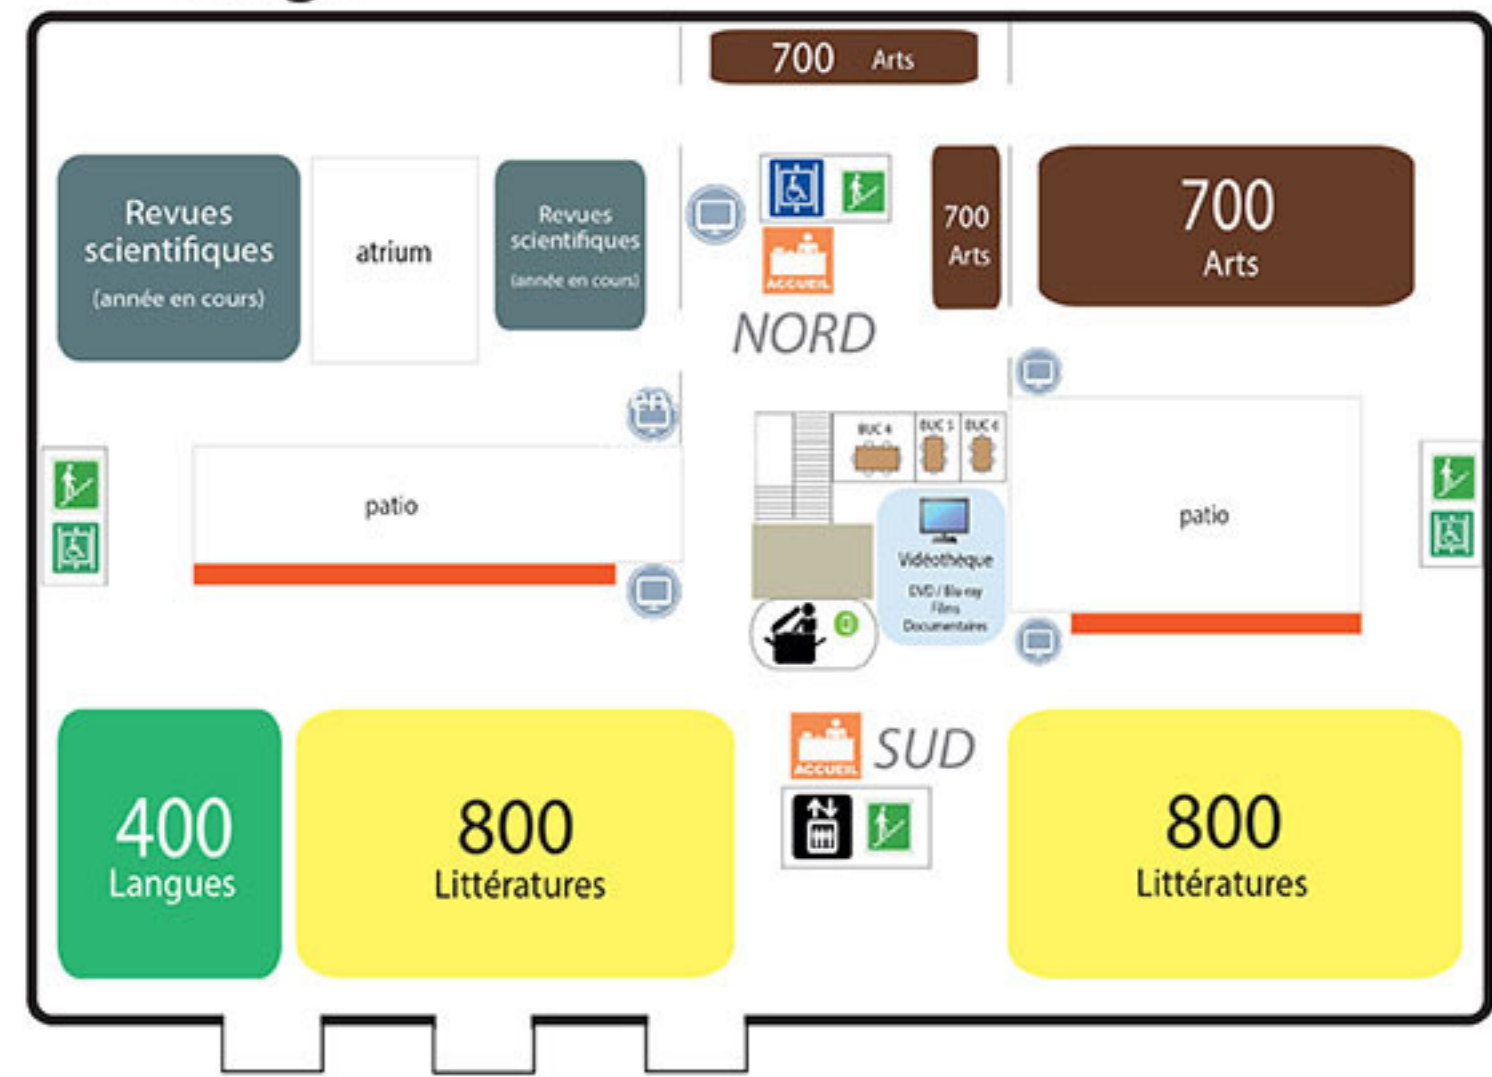 700 Arts
Revues
scientifiques
(année en cours)
atrium
Revues
scientifiques
(année en cours)
ACCUEIL
700
Arts
700
Arts
NORD
en
BUC 4
BUC 5
BUC 6
patio
Vidéothèque
DVD / Blu-ray
Films
Documentaires
patio
ACCUEIL
SUD
400
Langues
800
Littératures
800
Littératures